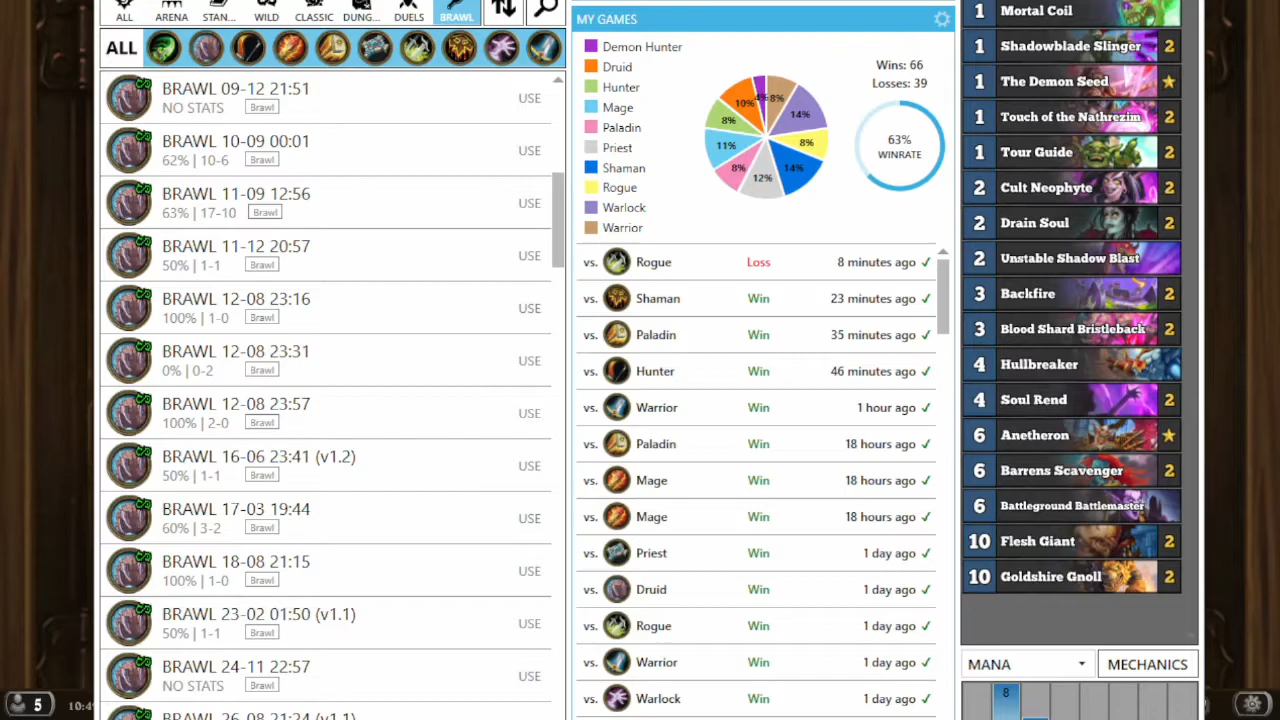 ALL
ARENA
STAN...
WILD
CLASSIC
DUNG...
DUELS
BRAWL
ALL
BRAWL 09-12 21:51
NO STATS Brawl
USE
BRAWL 10-09 00:01
62% | 10-6 Brawl
USE
BRAWL 11-09 12:56
63% | 17-10 Brawl
USE
BRAWL 11-12 20:57
50% | 1-1 Brawl
USE
BRAWL 12-08 23:16
100% | 1-0 Brawl
USE
BRAWL 12-08 23:31
0% | 0-2 Brawl
USE
BRAWL 12-08 23:57
100% | 2-0 Brawl
USE
BRAWL 16-06 23:41 (v1.2)
50% | 1-1 Brawl
USE
BRAWL 17-03 19:44
60% | 3-2 Brawl
USE
BRAWL 18-08 21:15
100% | 1-0 Brawl
USE
BRAWL 23-02 01:50 (v1.1)
50% | 1-1 Brawl
USE
BRAWL 24-11 22:57
NO STATS Brawl
USE
BRAWL 26-08 21:24 (v1.1)
5
MY GAMES
Demon Hunter
Druid
Hunter
Mage
Paladin
Priest
Shaman
Rogue
Warlock
Warrior
4%
8%
10%
14%
8%
8%
11%
8%
14%
12%
Wins: 66
Losses: 39
63%
WINRATE
vs. Rogue Loss 8 minutes ago ✓
vs. Shaman Win 23 minutes ago ✓
vs. Paladin Win 35 minutes ago ✓
vs. Hunter Win 46 minutes ago ✓
vs. Warrior Win 1 hour ago ✓
vs. Paladin Win 18 hours ago ✓
vs. Mage Win 18 hours ago ✓
vs. Mage Win 18 hours ago ✓
vs. Priest Win 1 day ago ✓
vs. Druid Win 1 day ago ✓
vs. Rogue Win 1 day ago ✓
vs. Warrior Win 1 day ago ✓
vs. Warlock Win 1 day ago ✓
1 Mortal Coil
1 Shadowblade Slinger 2
1 The Demon Seed ★
1 Touch of the Nathrezim 2
1 Tour Guide 2
2 Cult Neophyte 2
2 Drain Soul 2
2 Unstable Shadow Blast
3 Backfire 2
3 Blood Shard Bristleback 2
4 Hullbreaker
4 Soul Rend 2
6 Anetheron ★
6 Barrens Scavenger 2
6 Battleground Battlemaster
10 Flesh Giant 2
10 Goldshire Gnoll 2
MANA
MECHANICS
8